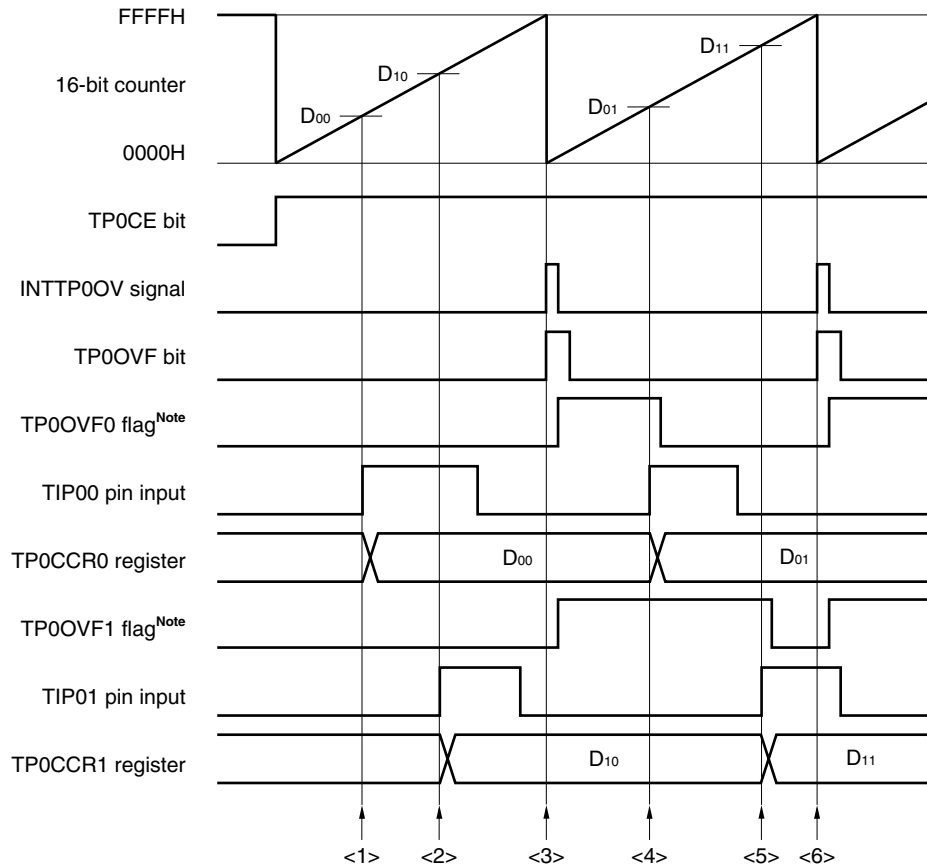 FFFFH
16-bit counter
0000H
D00
D10
D01
D11
TP0CE bit
INTTP0OV signal
TP0OVF bit
TP0OVF0 flagNote
TIP00 pin input
TP0CCR0 register
D00
D01
TP0OVF1 flagNote
TIP01 pin input
TP0CCR1 register
D10
D11
<1> <2> <3> <4> <5> <6>